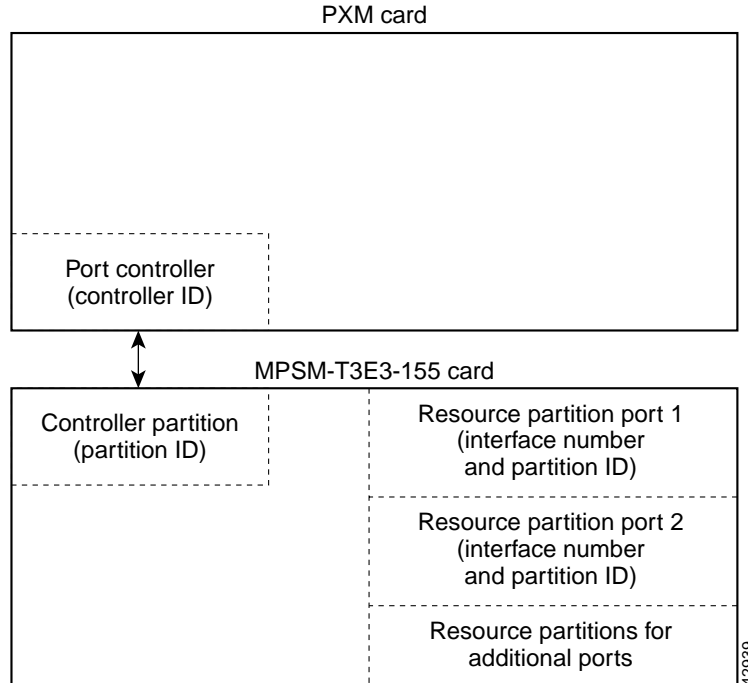 PXM card
Port controller
(controller ID)
MPSM-T3E3-155 card
Controller partition
(partition ID)
Resource partition port 1
(interface number
and partition ID)
Resource partition port 2
(interface number
and partition ID)
Resource partitions for
additional ports